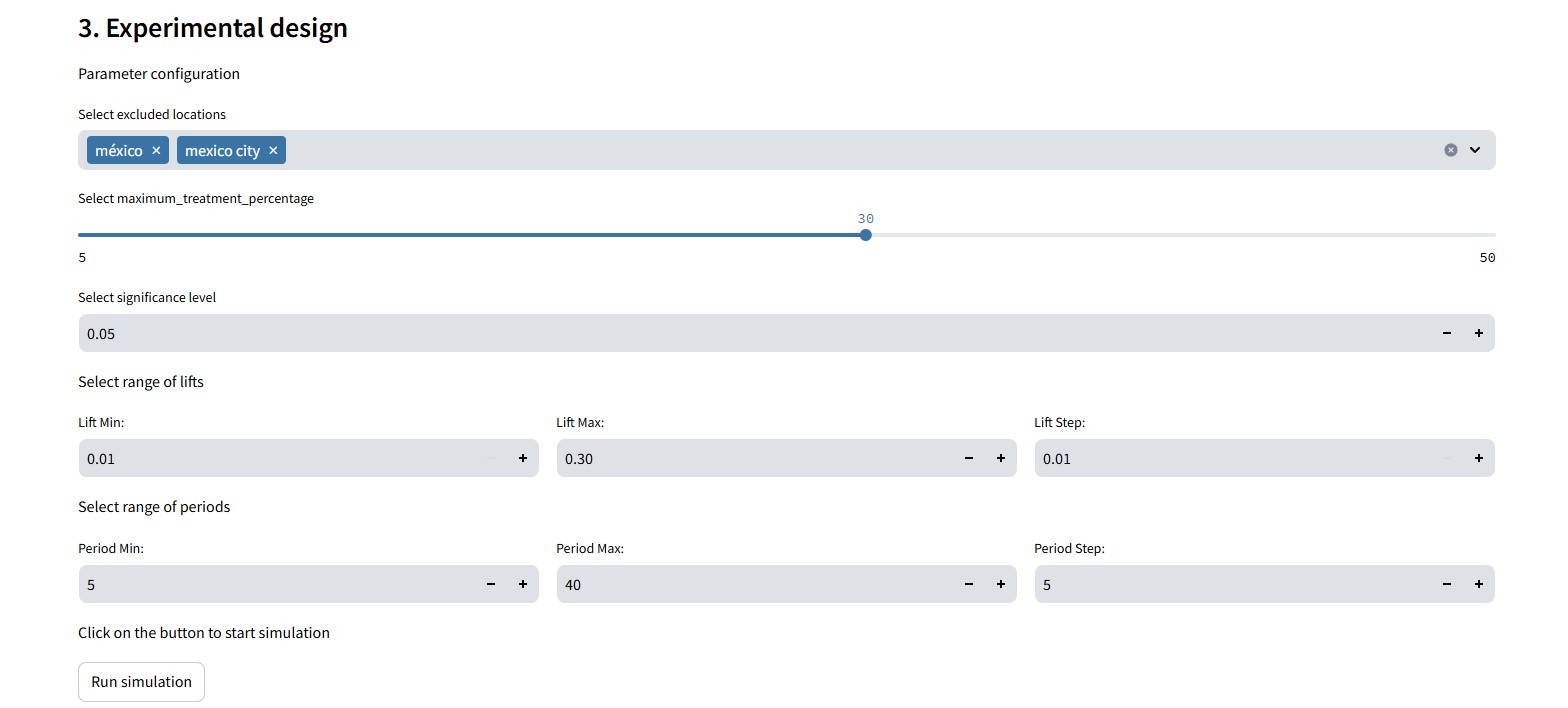 3. Experimental design
Parameter configuration
Select excluded locations
méxico mexico city
Select maximum_treatment_percentage
30
5 50
Select significance level
0.05
Select range of lifts
Lift Min: Lift Max: Lift Step:
0.01 0.30 0.01
Select range of periods
Period Min: Period Max: Period Step:
5 40 5
Click on the button to start simulation
Run simulation